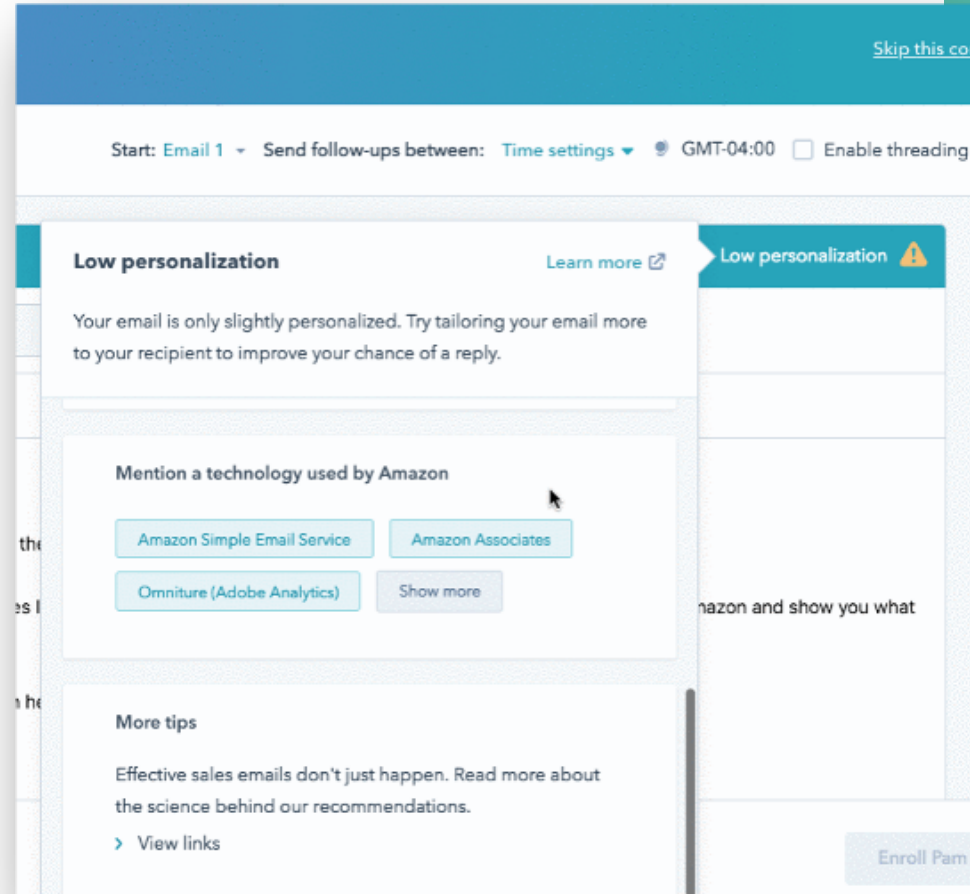 Skip this co
Start: Email 1 Send follow-ups between: Time settings GMT-04:00 Enable threading
Low personalization Learn more
Low personalization
Your email is only slightly personalized. Try tailoring your email more
to your recipient to improve your chance of a reply.
Mention a technology used by Amazon
Amazon Simple Email Service Amazon Associates
the
Omniture (Adobe Analytics) Show more
es l
nazon and show you what
n he
More tips
Effective sales emails don't just happen. Read more about
the science behind our recommendations.
View links
Enroll Pam